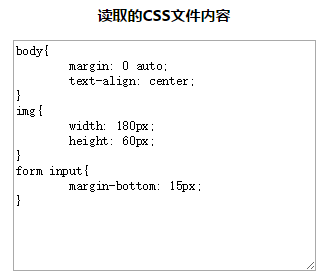 读取的CSS文件内容
body{
        margin: 0 auto;
        text-align: center;
}
img{
        width: 180px;
        height: 60px;
}
form input{
        margin-bottom: 15px;
}